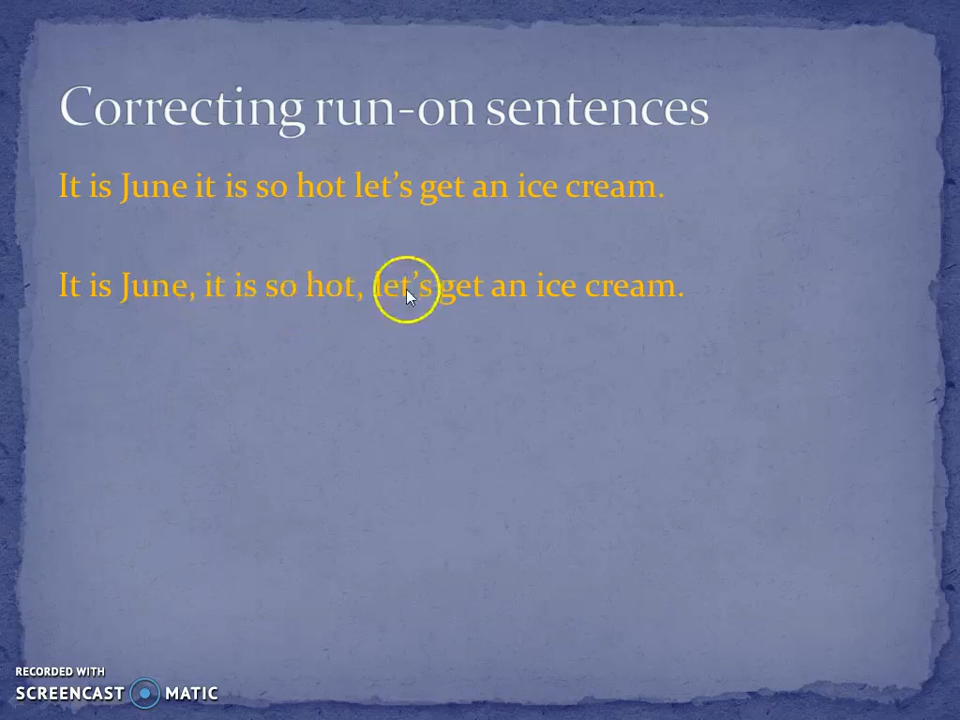 Correcting run-on sentences
It is June it is so hot let’s get an ice cream.
It is June, it is so hot, let’s get an ice cream.
RECORDED WITH
SCREENCAST MATIC